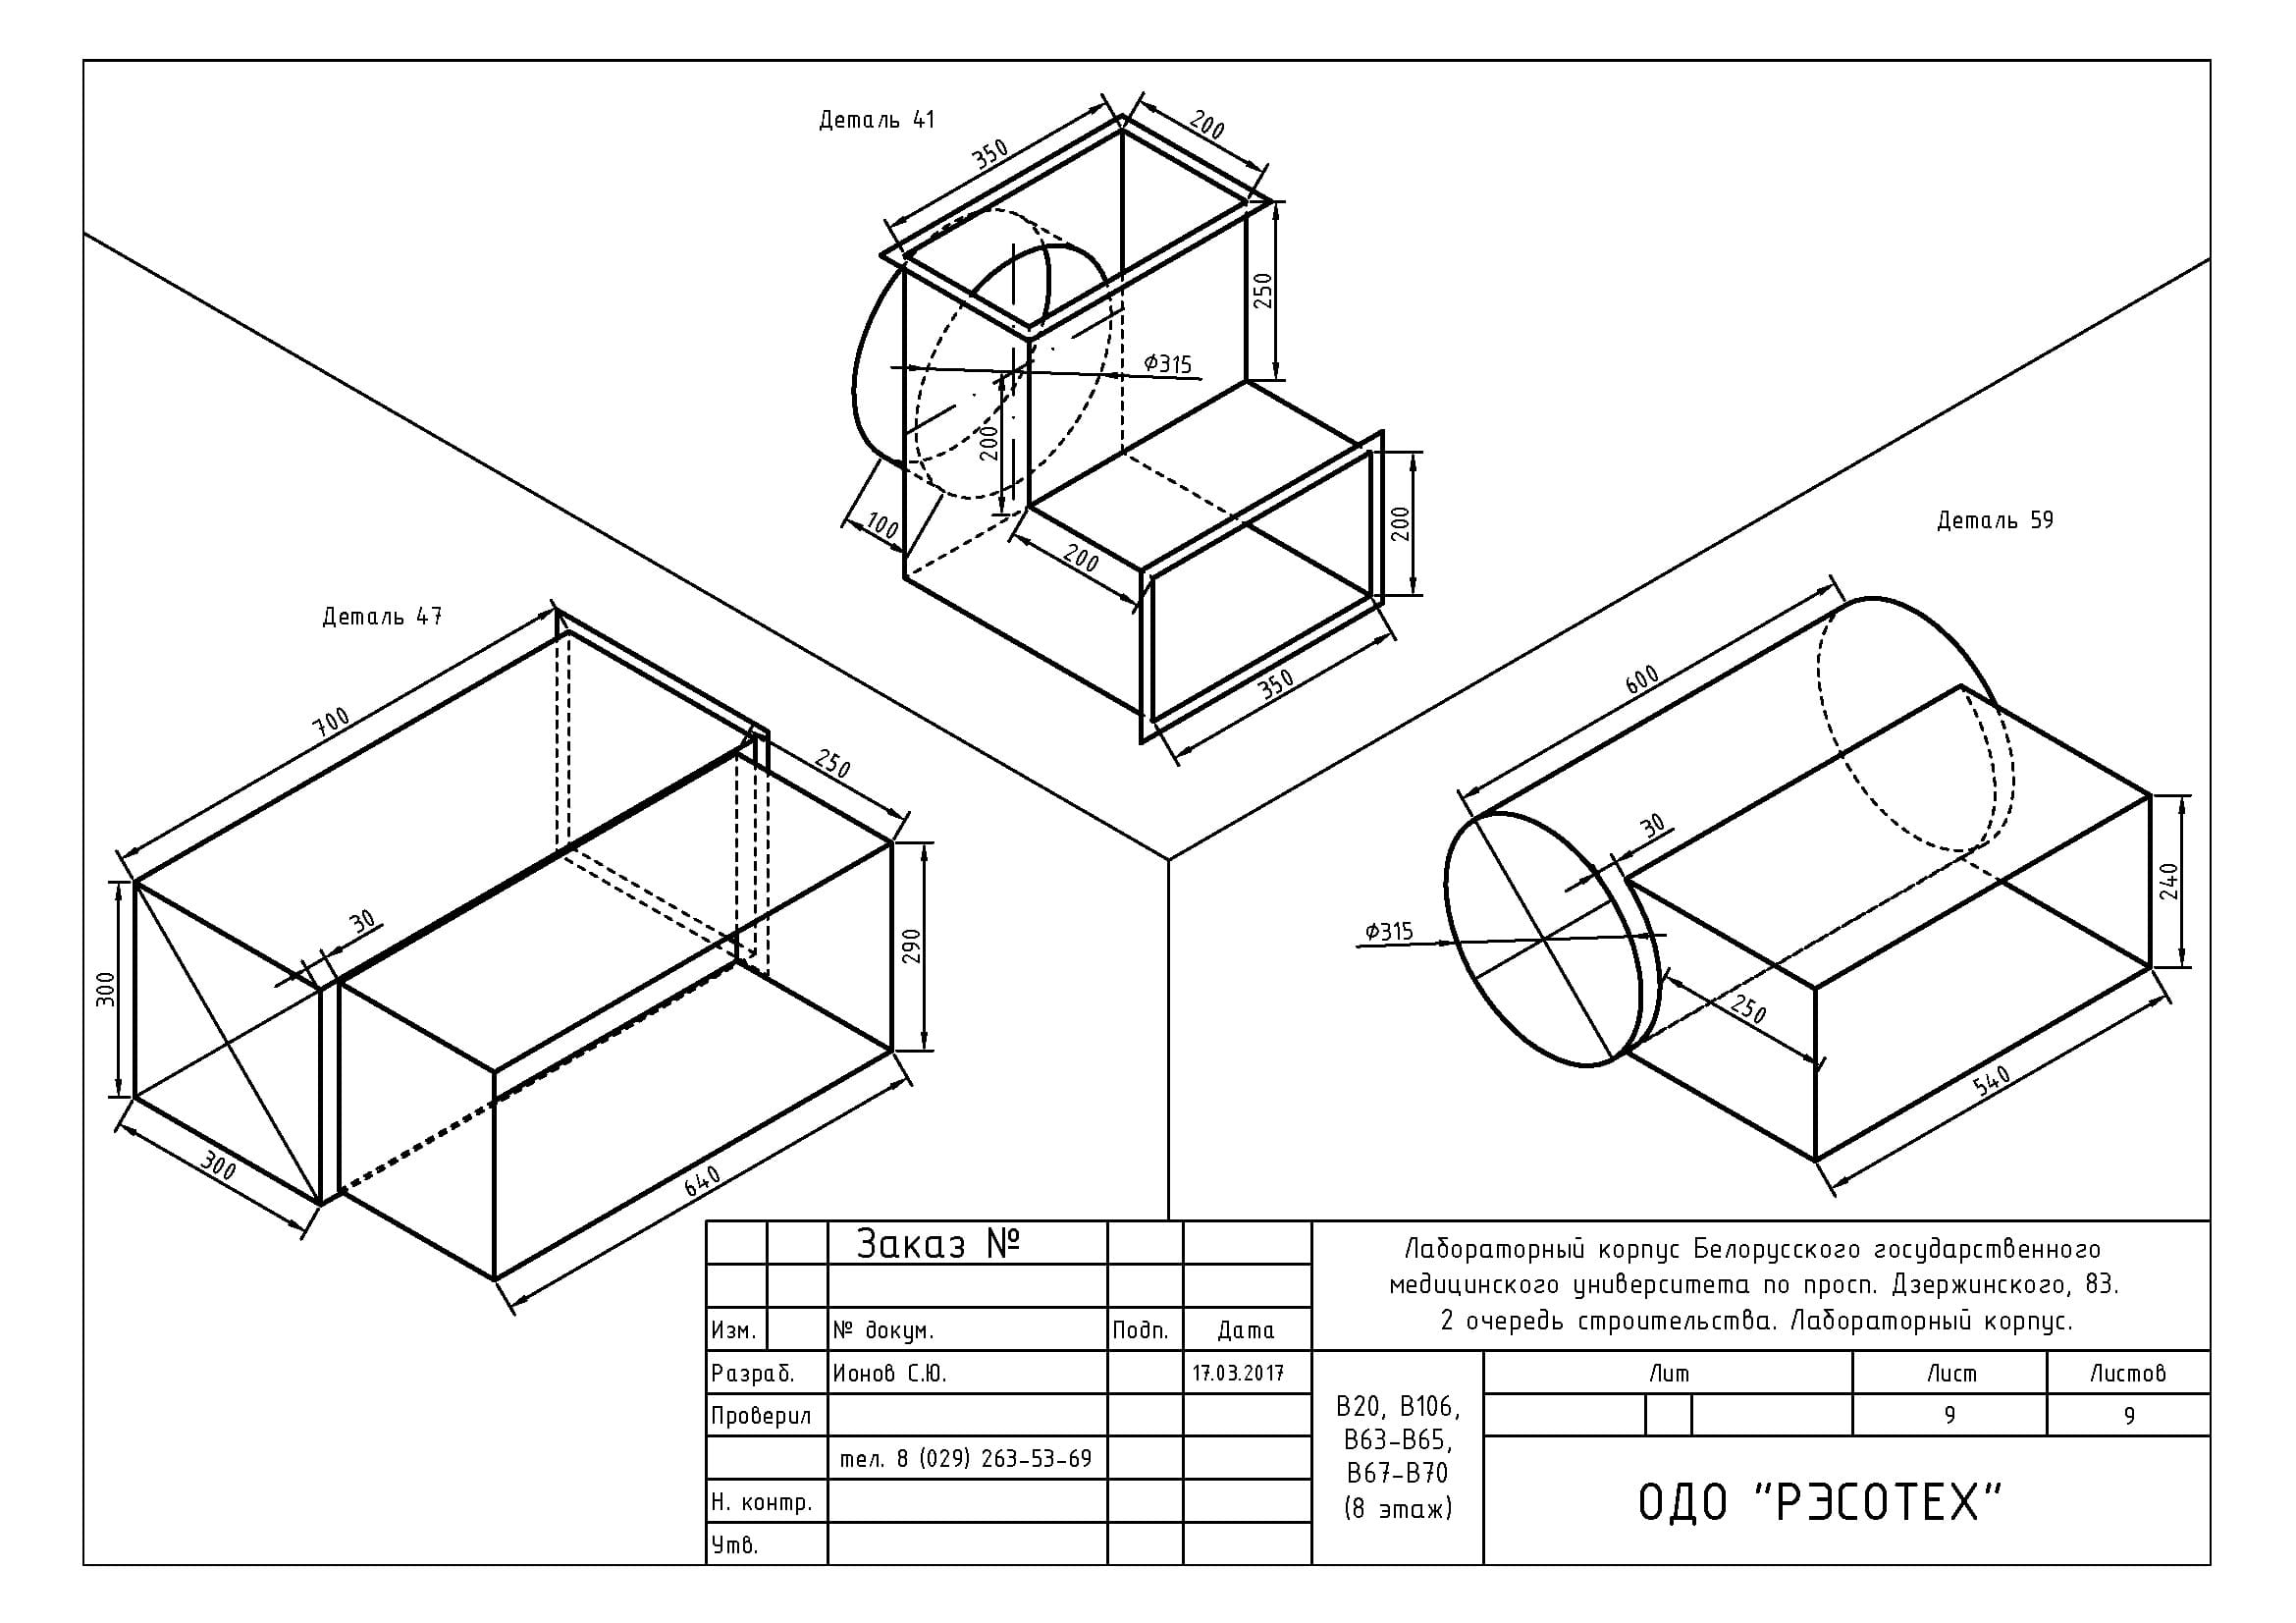 Деталь 41
350
200
250
Ф315
200
100
200
200
350
Деталь 47
700
250
30
300
290
300
640
Деталь 59
600
30
240
Ф315
250
540
Заказ №
Изм.
№ докум.
Подп.
Дата
Разраб.
Ионов С.Ю.
17.03.2017
Проверил
тел. 8 (029) 263-53-69
Н. контр.
Утв.
Лабораторный корпус Белорусского государственного
медицинского университета по просп. Дзержинского, 83.
2 очередь строительства. Лабораторный корпус.
В20, В106,
В63-В65,
В67-В70
(8 этаж)
Лит
Лист
Листов
9
9
ОДО "РЭСОТЕХ"